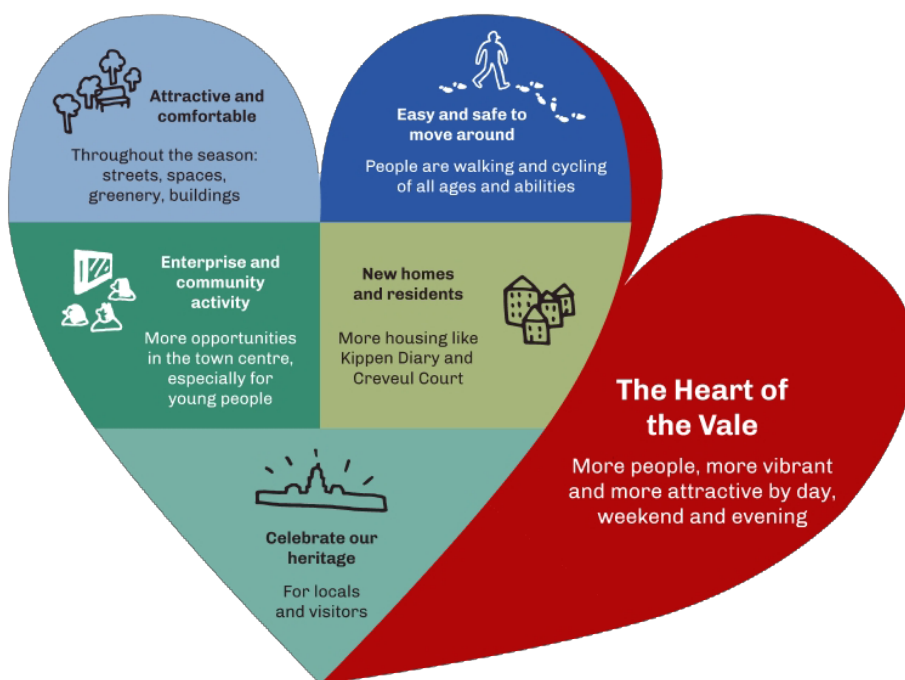 Attractive and
comfortable
Throughout the season:
streets, spaces,
greenery, buildings
Easy and safe to
move around
People are walking and cycling
of all ages and abilities
Enterprise and
community
activity
More opportunities
in the town centre,
especially for
young people
New homes
and residents
More housing like
Kippen Diary and
Creveul Court
Celebrate our
heritage
For locals
and visitors
The Heart of
the Vale
More people, more vibrant
and more attractive by day,
weekend and evening